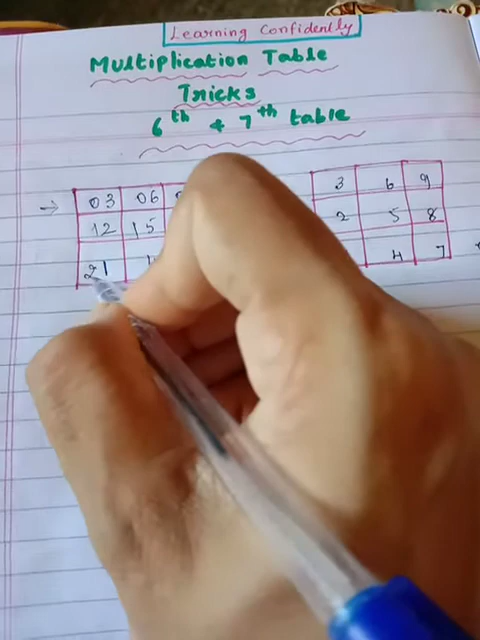 Learning Confidently
Multiplication Table
Tricks
6th & 7th table
→ 03 06 3 6 9
12 15 2 5 8
21 4 7